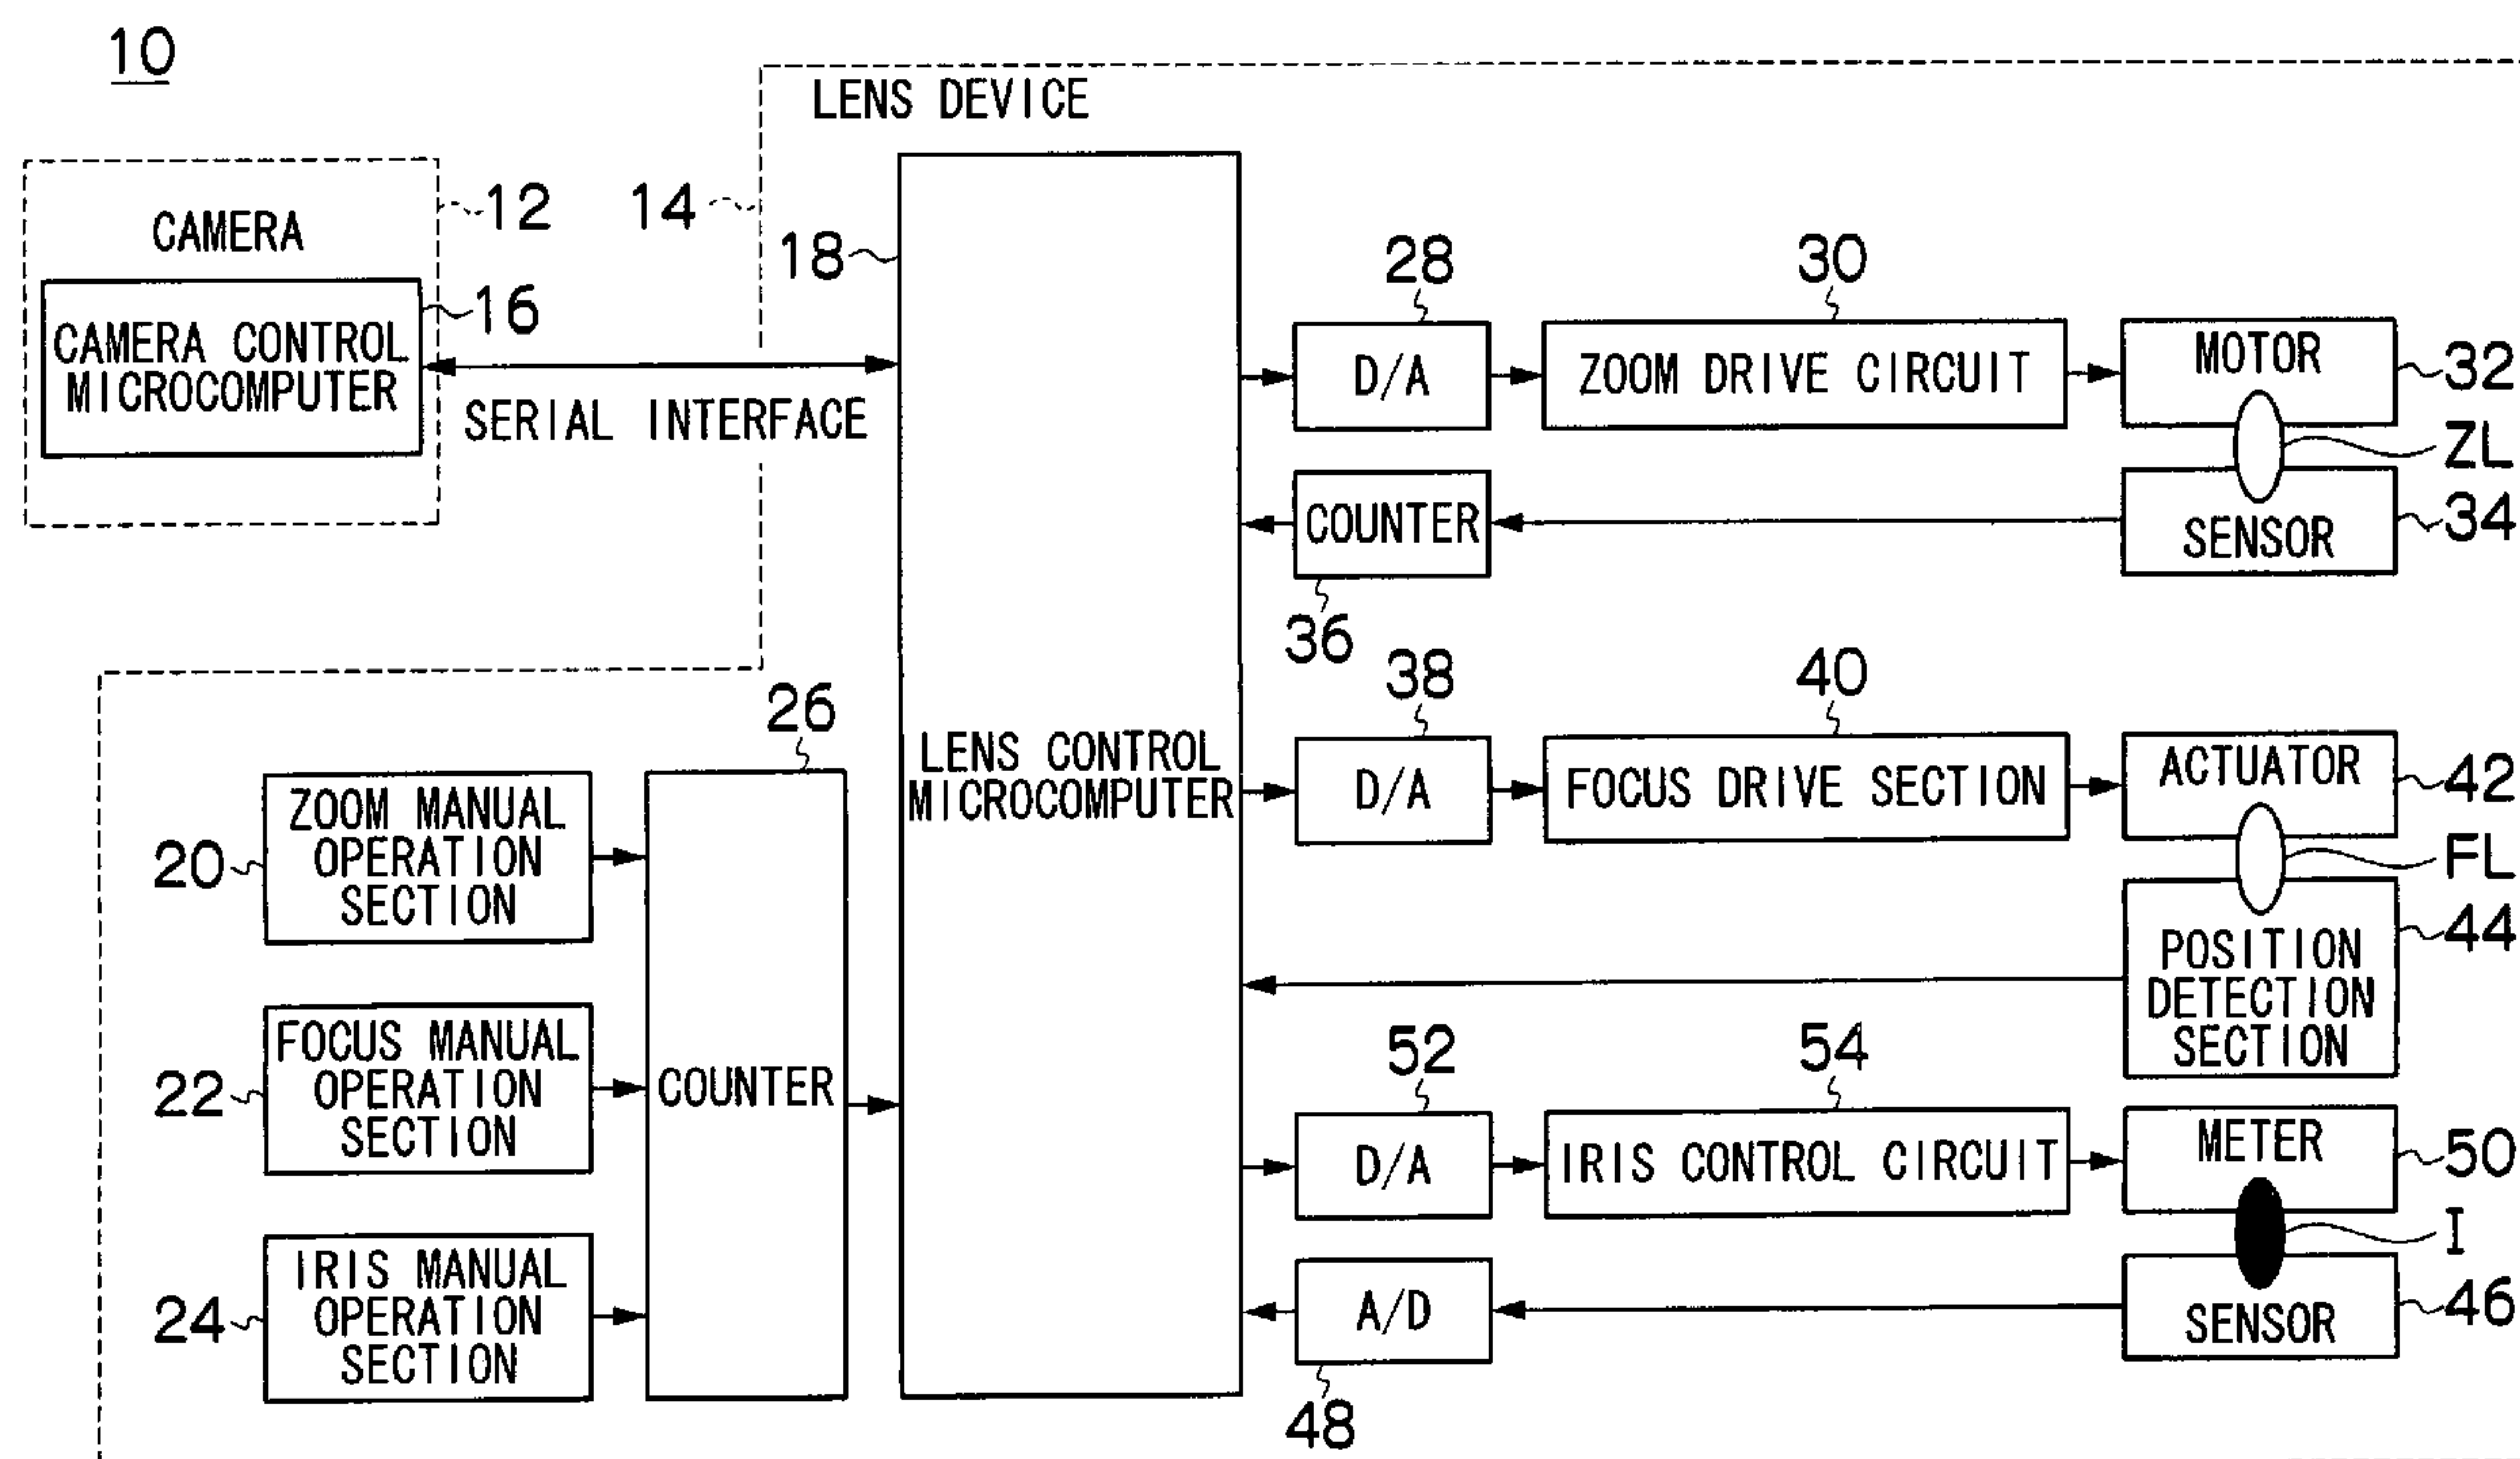 10
LENS DEVICE
12
14
CAMERA
18
28
30
16
CAMERA CONTROL
MICROCOMPUTER
D/A
ZOOM DRIVE CIRCUIT
MOTOR
32
SERIAL INTERFACE
ZL
COUNTER
SENSOR
34
36
38
40
26
LENS CONTROL
MICROCOMPUTER
D/A
FOCUS DRIVE SECTION
ACTUATOR
42
ZOOM MANUAL
OPERATION
SECTION
20
FL
44
POSITION
DETECTION
SECTION
52
54
FOCUS MANUAL
OPERATION
SECTION
22
COUNTER
D/A
IRIS CONTROL CIRCUIT
METER
50
I
IRIS MANUAL
OPERATION
SECTION
24
A/D
SENSOR
46
48